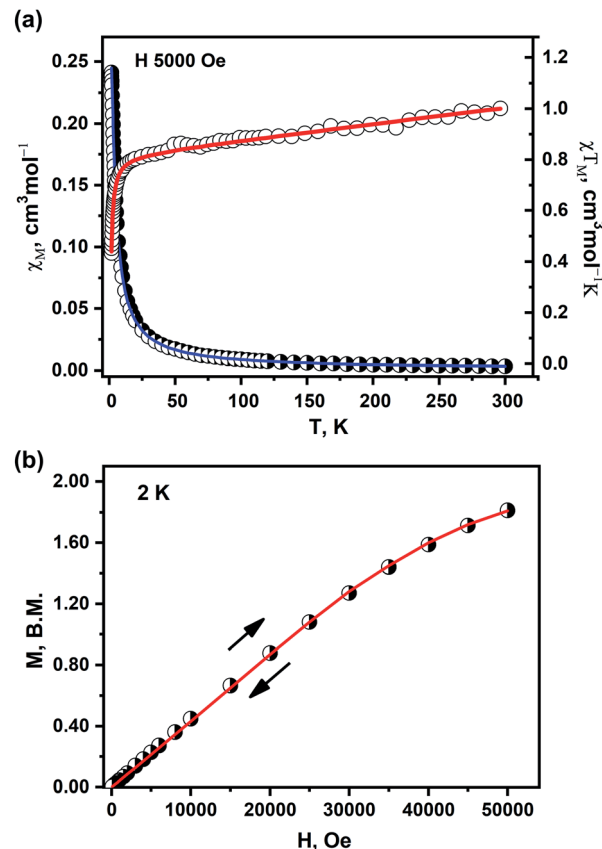 (a)
H 5000 Oe
0.25
0.20
0.15
0.10
0.05
0.00
χM, cm³mol⁻¹
1.2
1.0
0.8
0.6
0.4
0.2
0.0
χTM, cm³mol⁻¹K
0 50 100 150 200 250 300
T, K
(b)
2 K
2.00
1.60
1.20
0.80
0.40
0.00
M, B.M.
0 10000 20000 30000 40000 50000
H, Oe